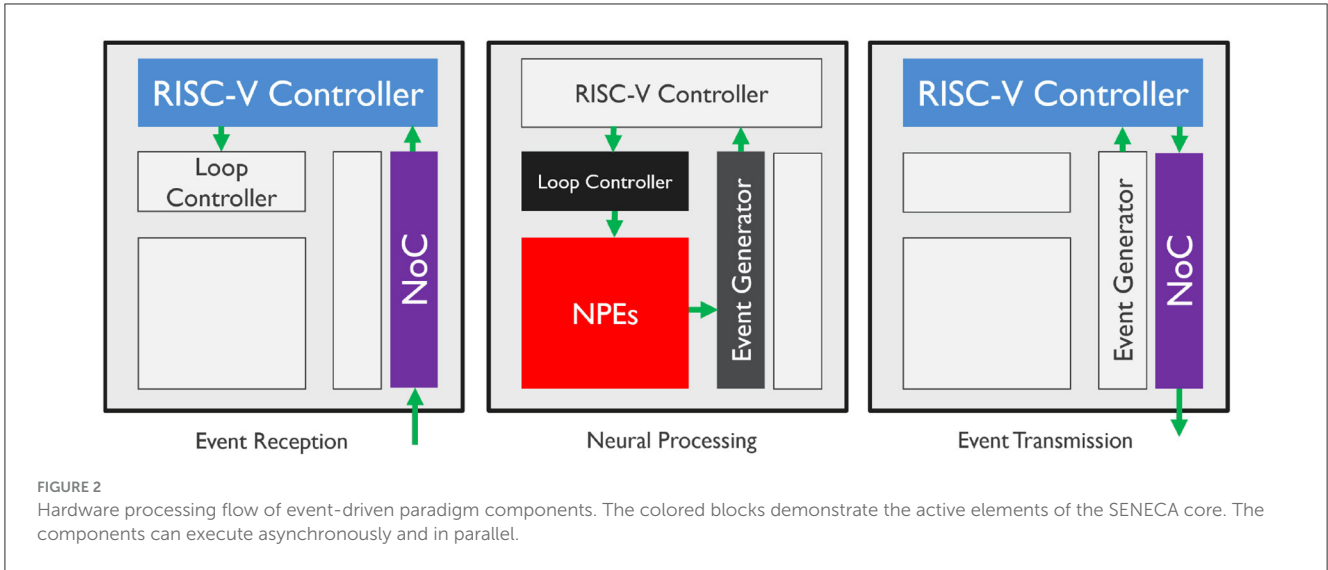 RISC-V Controller
Loop
Controller
NoC
Event Reception
RISC-V Controller
Loop Controller
NPEs
Event Generator
Neural Processing
RISC-V Controller
Event Generator
NoC
Event Transmission
FIGURE 2
Hardware processing flow of event-driven paradigm components. The colored blocks demonstrate the active elements of the SENECA core. The
components can execute asynchronously and in parallel.